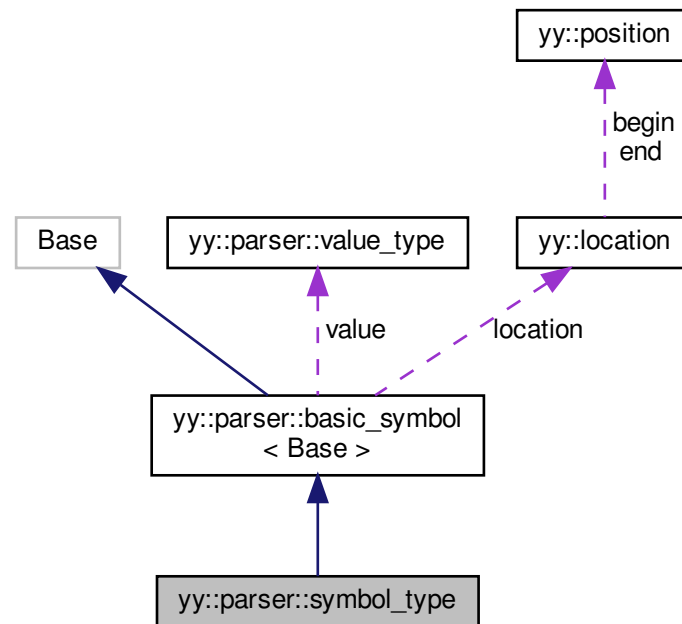 yy::position
begin
end
Base
yy::parser::value_type
yy::location
value
location
yy::parser::basic_symbol
< Base >
yy::parser::symbol_type